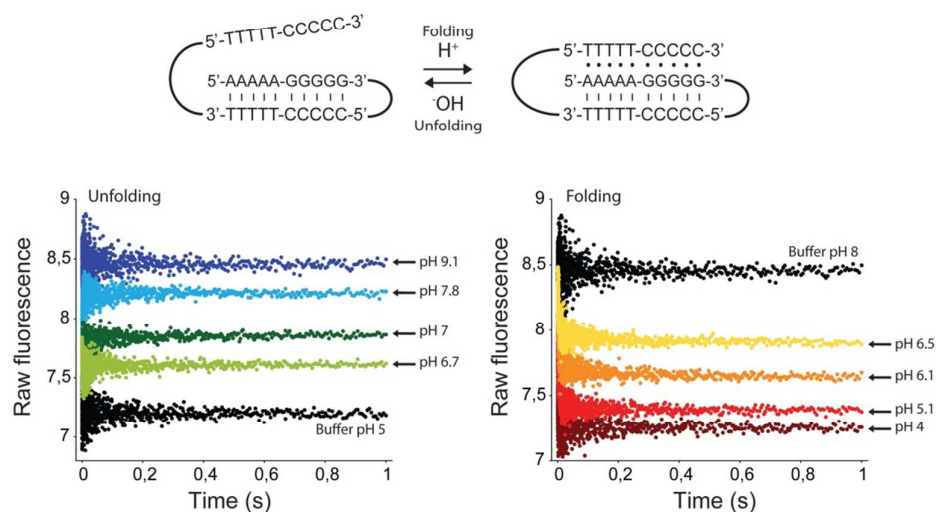 5'-TTTTT-CCCCC-3'
5'-AAAAA-GGGGG-3'
3'-TTTTT-CCCCC-5'
Folding
H+
-OH
Unfolding
5'-TTTTT-CCCCC-3'
5'-AAAAA-GGGGG-3'
3'-TTTTT-CCCCC-5'
Unfolding
Raw fluorescence
9
8,5
8
7,5
7
pH 9.1
pH 7.8
pH 7
pH 6.7
Buffer pH 5
0
0,2
0,4
0,6
0,8
1
Time (s)
Folding
Raw fluorescence
9
8,5
8
7,5
7
Buffer pH 8
pH 6.5
pH 6.1
pH 5.1
pH 4
0
0,2
0,4
0,6
0,8
1
Time (s)